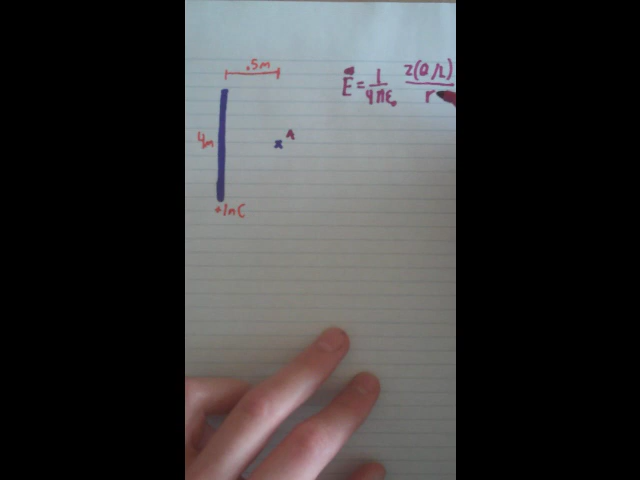 .5m
E = 1/4πε₀ 2(Q/L)/r
4m
x A
+1nC